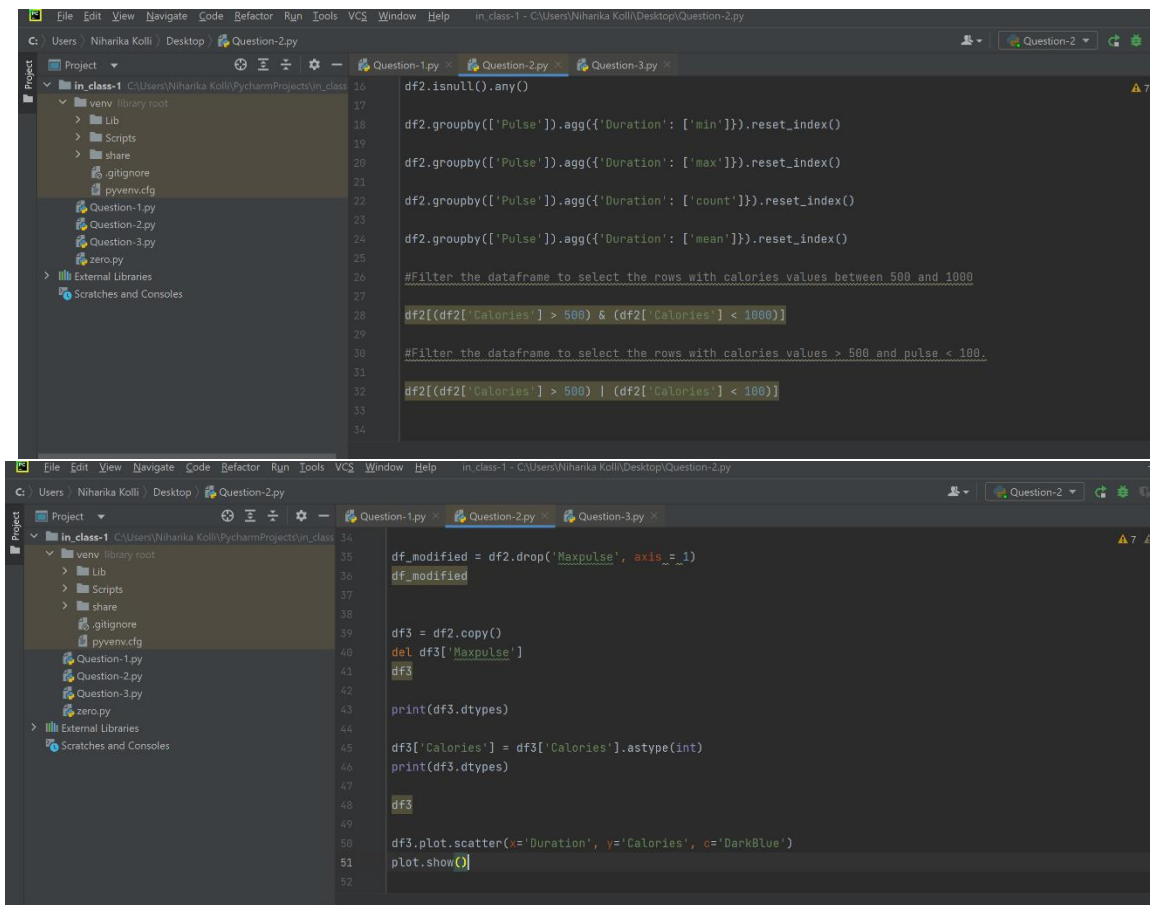 File Edit View Navigate Code Refactor Run Tools VCS Window Help in_class-1 - C:\Users\Niharika Kolli\Desktop\Question-2.py
C: Users Niharika Kolli Desktop Question-2.py Question-2
Project Project Question-1.py Question-2.py Question-3.py
in_class-1 C:\Users\Niharika Kolli\PycharmProjects\in_class 16 df2.isnull().any() 7
venv library root 17
Lib 18 df2.groupby(['Pulse']).agg({'Duration': ['min']}).reset_index()
Scripts 19
share 20 df2.groupby(['Pulse']).agg({'Duration': ['max']}).reset_index()
.gitignore 21
pyvenv.cfg 22 df2.groupby(['Pulse']).agg({'Duration': ['count']}).reset_index()
Question-1.py
Question-2.py 23
Question-3.py 24 df2.groupby(['Pulse']).agg({'Duration': ['mean']}).reset_index()
zero.py 25
External Libraries 26 #Filter the dataframe to select the rows with calories values between 500 and 1000
Scratches and Consoles 27
28 df2[(df2['Calories'] > 500) & (df2['Calories'] < 1000)]
29
30 #Filter the dataframe to select the rows with calories values > 500 and pulse < 100.
31
32 df2[(df2['Calories'] > 500) | (df2['Calories'] < 100)]
33
34
File Edit View Navigate Code Refactor Run Tools VCS Window Help in_class-1 - C:\Users\Niharika Kolli\Desktop\Question-2.py
C: Users Niharika Kolli Desktop Question-2.py Question-2
Project Project Question-1.py Question-2.py Question-3.py
in_class-1 C:\Users\Niharika Kolli\PycharmProjects\in_class 34 7
venv library root 35 df_modified = df2.drop('Maxpulse', axis = 1)
Lib 36 df_modified
Scripts 37
share 38
.gitignore 39 df3 = df2.copy()
pyvenv.cfg 40 del df3['Maxpulse']
Question-1.py 41 df3
Question-2.py 42
Question-3.py 43 print(df3.dtypes)
zero.py
External Libraries 44
Scratches and Consoles 45 df3['Calories'] = df3['Calories'].astype(int)
46 print(df3.dtypes)
47
48 df3
49
50 df3.plot.scatter(x='Duration', y='Calories', c='DarkBlue')
51 plot.show()
52